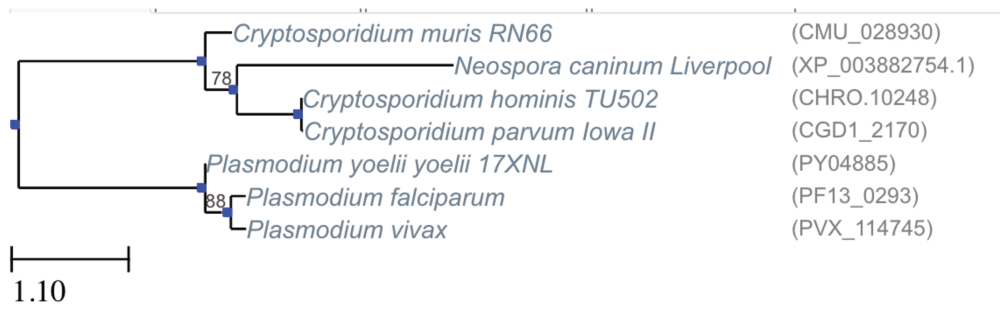 Cryptosporidium muris RN66 (CMU_028930)
78 Neospora caninum Liverpool (XP_003882754.1)
Cryptosporidium hominis TU502 (CHRO.10248)
Cryptosporidium parvum Iowa II (CGD1_2170)
Plasmodium yoelii yoelii 17XNL (PY04885)
88 Plasmodium falciparum (PF13_0293)
Plasmodium vivax (PVX_114745)
1.10